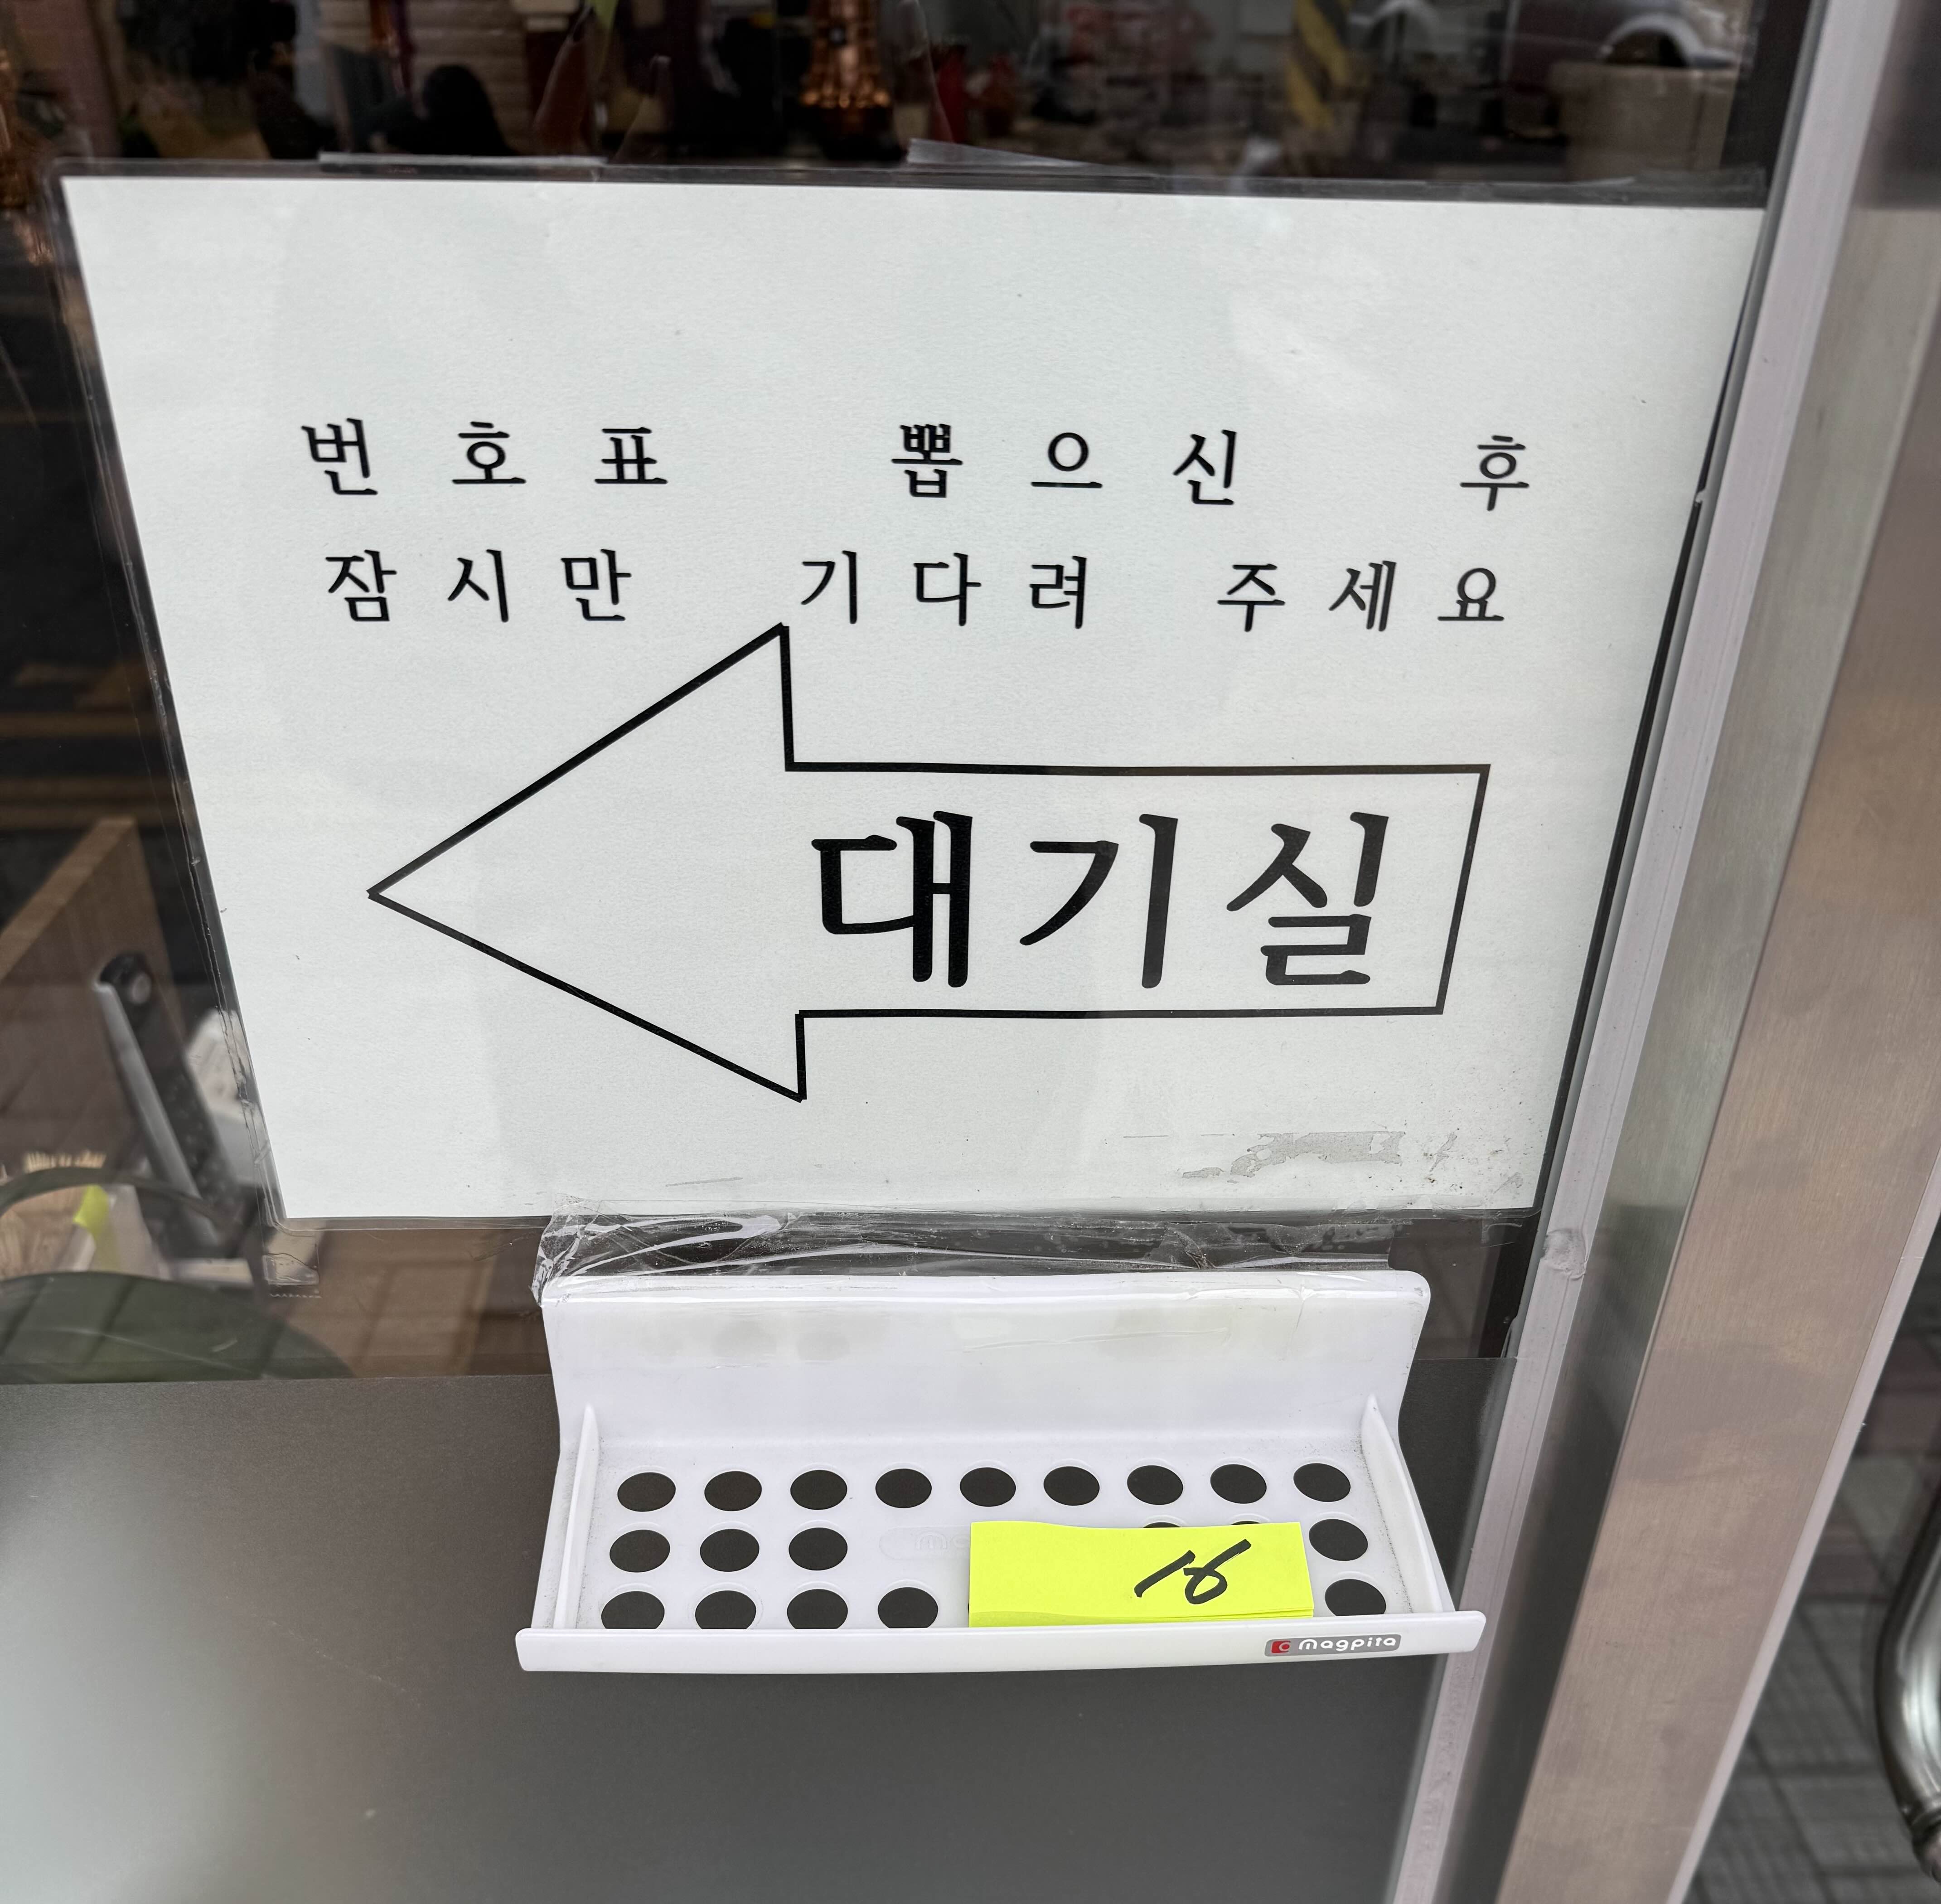 번호표 뽑으신 후
잠시만 기다려 주세요
대기실
16
magpita